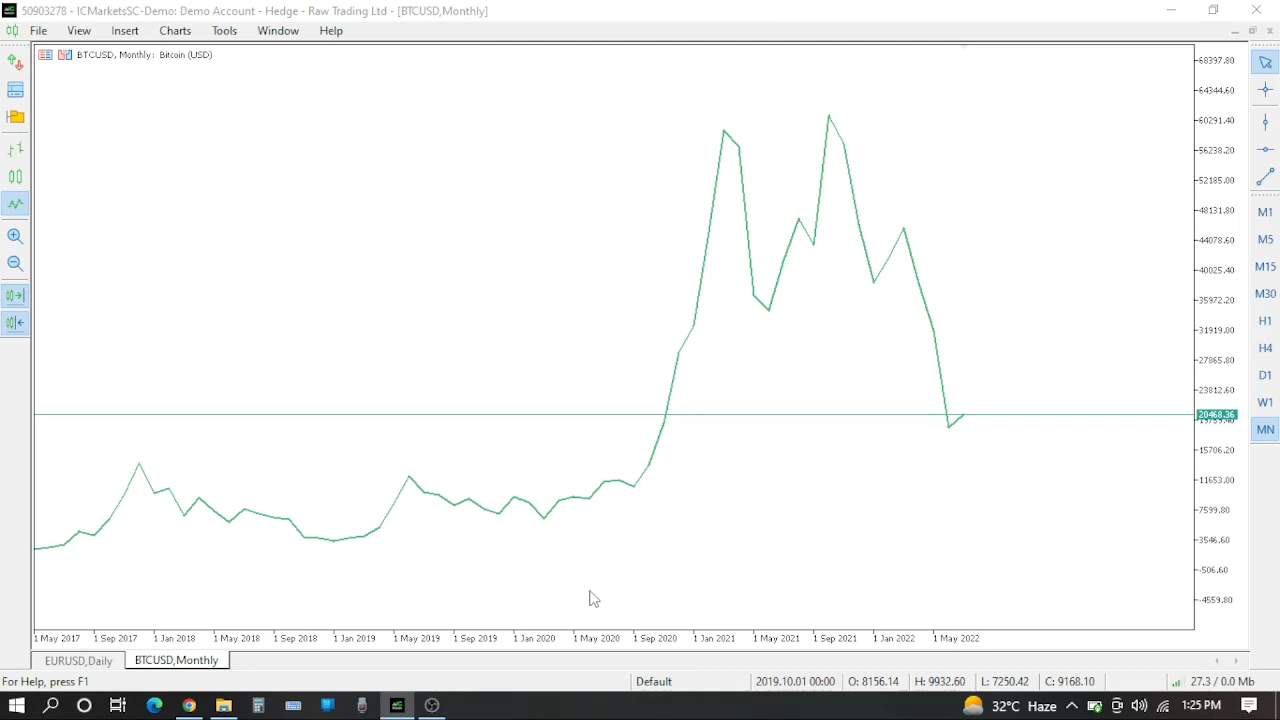 50903278 - ICMarketsSC-Demo: Demo Account - Hedge - Raw Trading Ltd - [BTCUSD,Monthly]
File View Insert Charts Tools Window Help
BTCUSD, Monthly: Bitcoin (USD)
68397.80
64344.60
60291.40
56238.20
52185.00
48131.80
44078.60
40025.40
35972.20
31919.00
27865.80
23812.60
20468.36
15706.20
11653.00
7599.80
3546.60
-506.60
-4559.80
M1
M5
M15
M30
H1
H4
D1
W1
MN
1 May 2017 1 Sep 2017 1 Jan 2018 1 May 2018 1 Sep 2018 1 Jan 2019 1 May 2019 1 Sep 2019 1 Jan 2020 1 May 2020 1 Sep 2020 1 Jan 2021 1 May 2021 1 Sep 2021 1 Jan 2022 1 May 2022
EURUSD,Daily BTCUSD,Monthly
For Help, press F1 Default 2019.10.01 00:00 O: 8156.14 H: 9932.60 L: 7250.42 C: 9168.10 27.3 / 0.0 Mb
32°C Haze 1:25 PM